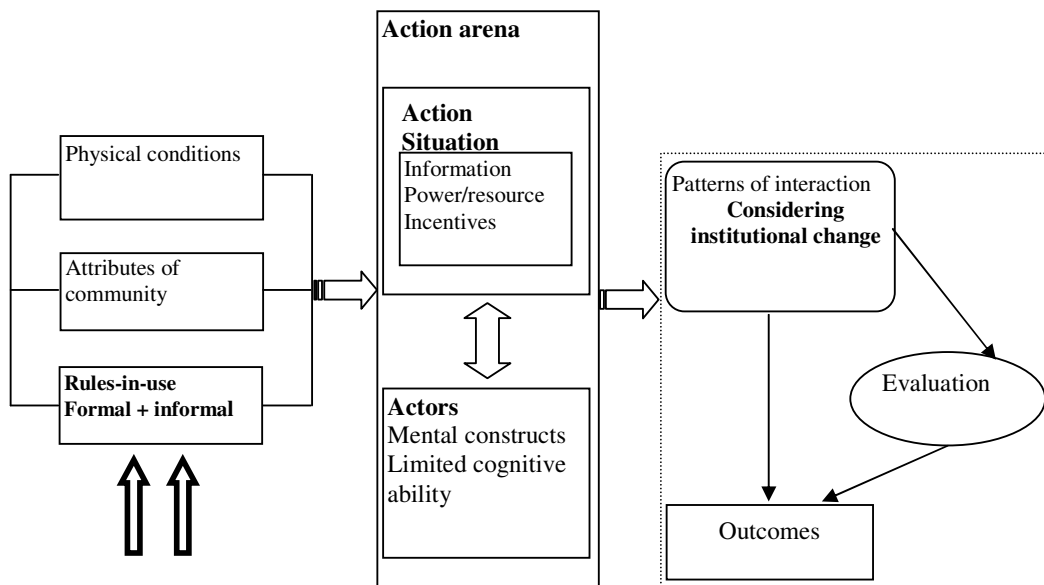 Physical conditions
Attributes of
community
Rules-in-use
Formal + informal
Action arena
Action
Situation
Information
Power/resource
Incentives
Actors
Mental constructs
Limited cognitive
ability
Patterns of interaction
Considering
institutional change
Evaluation
Outcomes